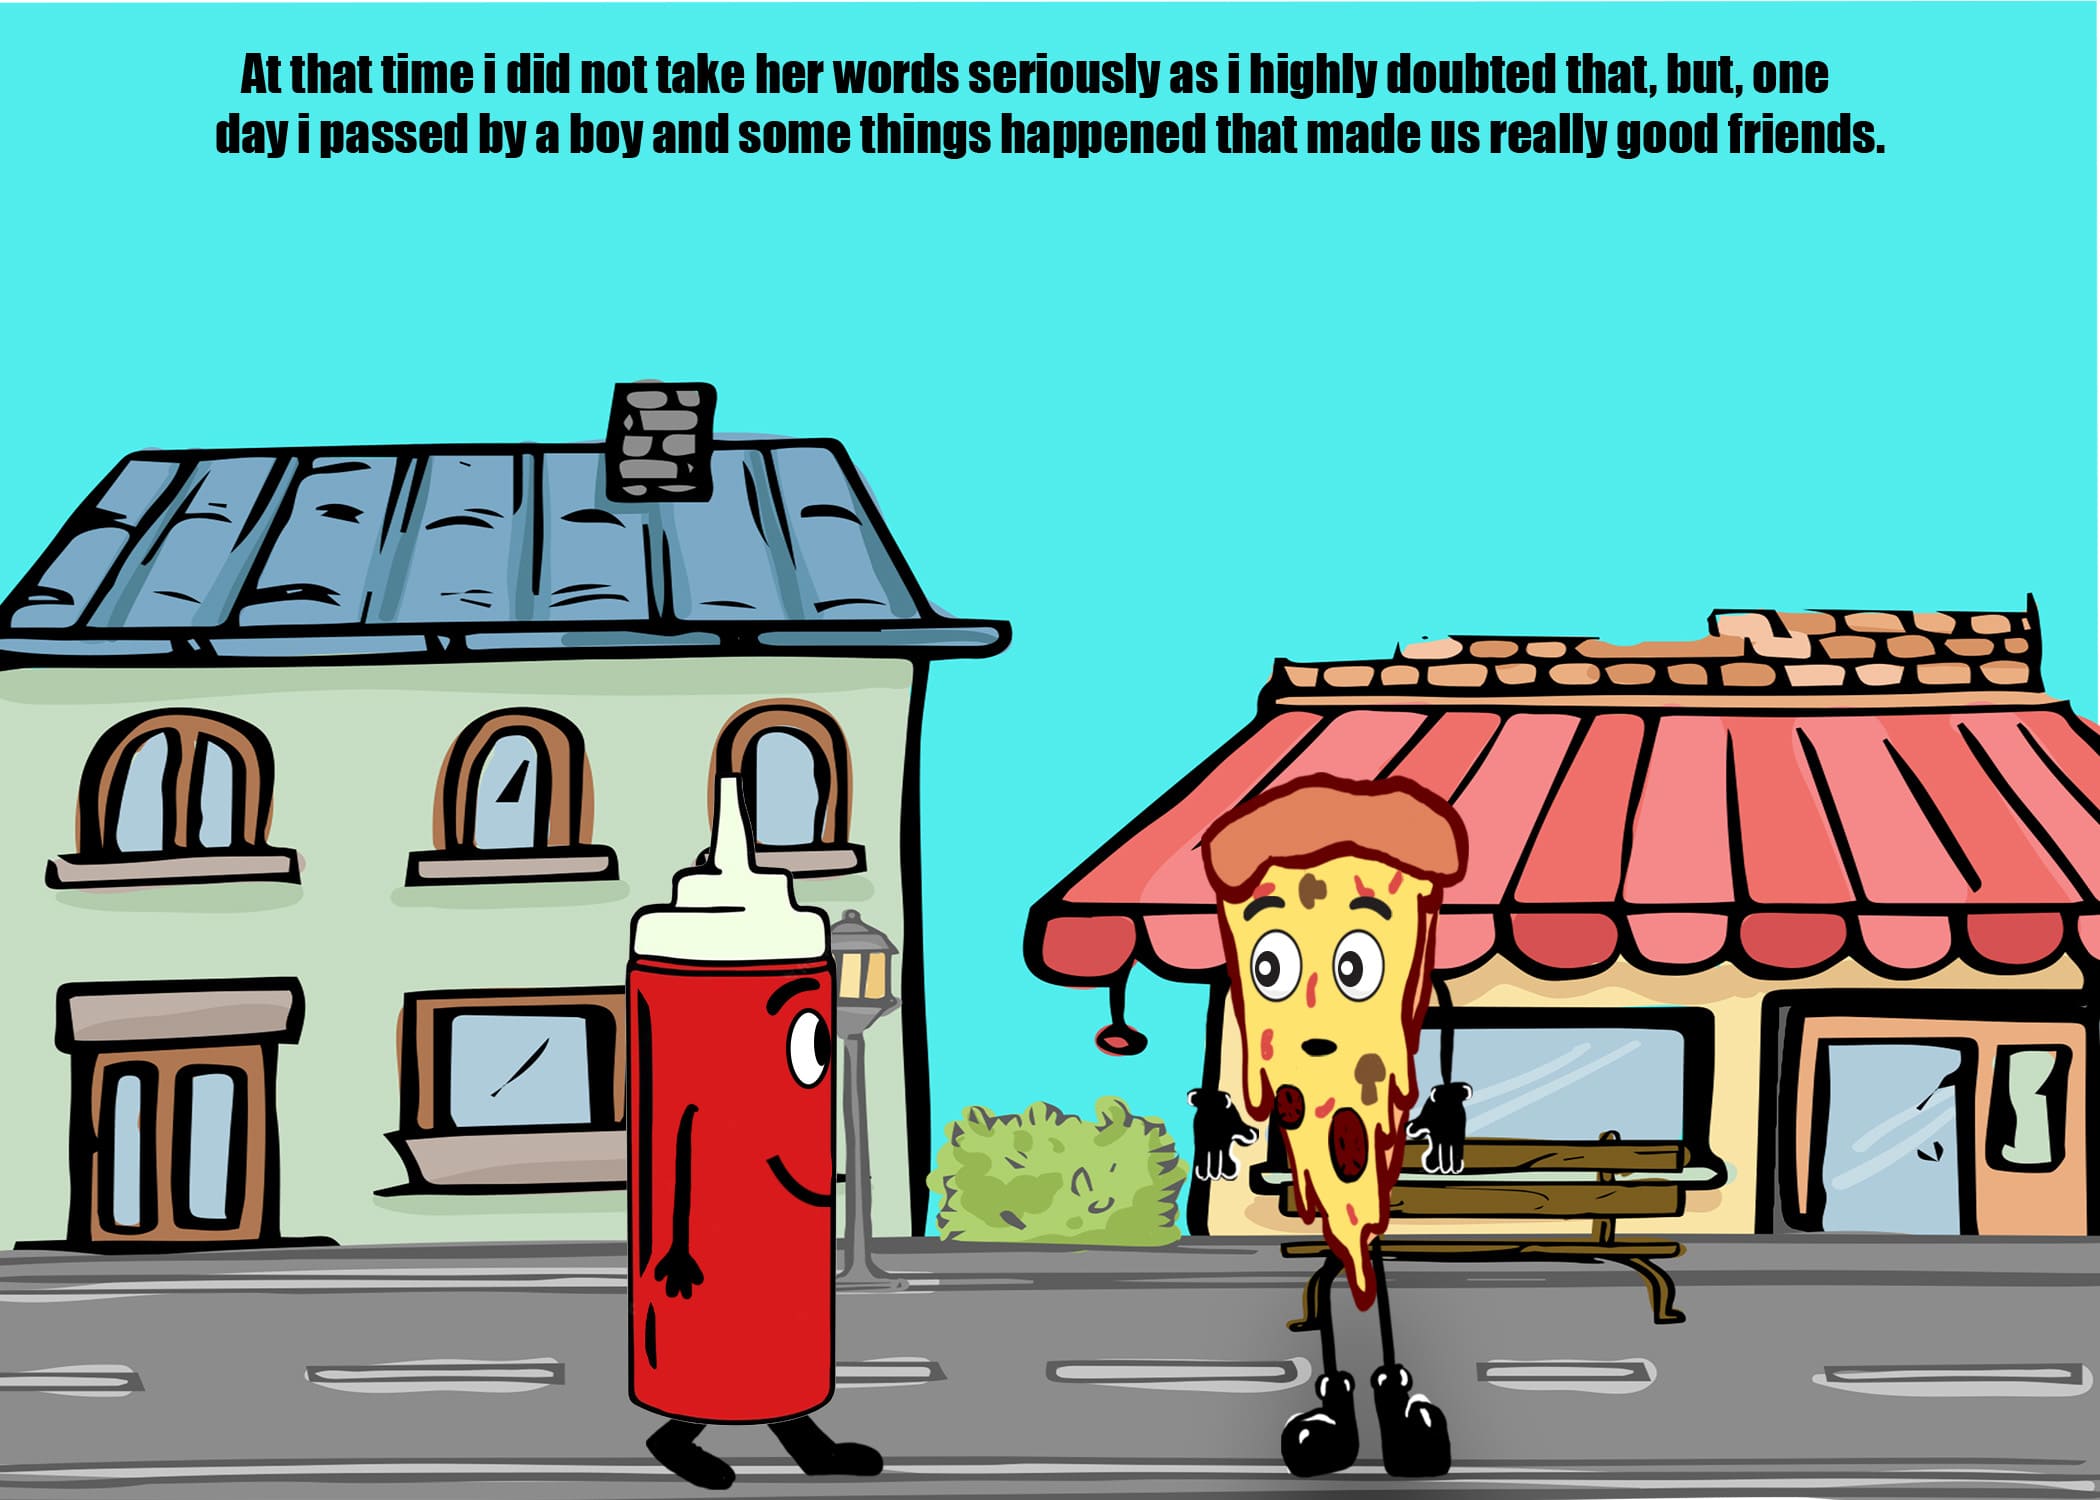 At that time i did not take her words seriously as i highly doubted that, but, one
day i passed by a boy and some things happened that made us really good friends.